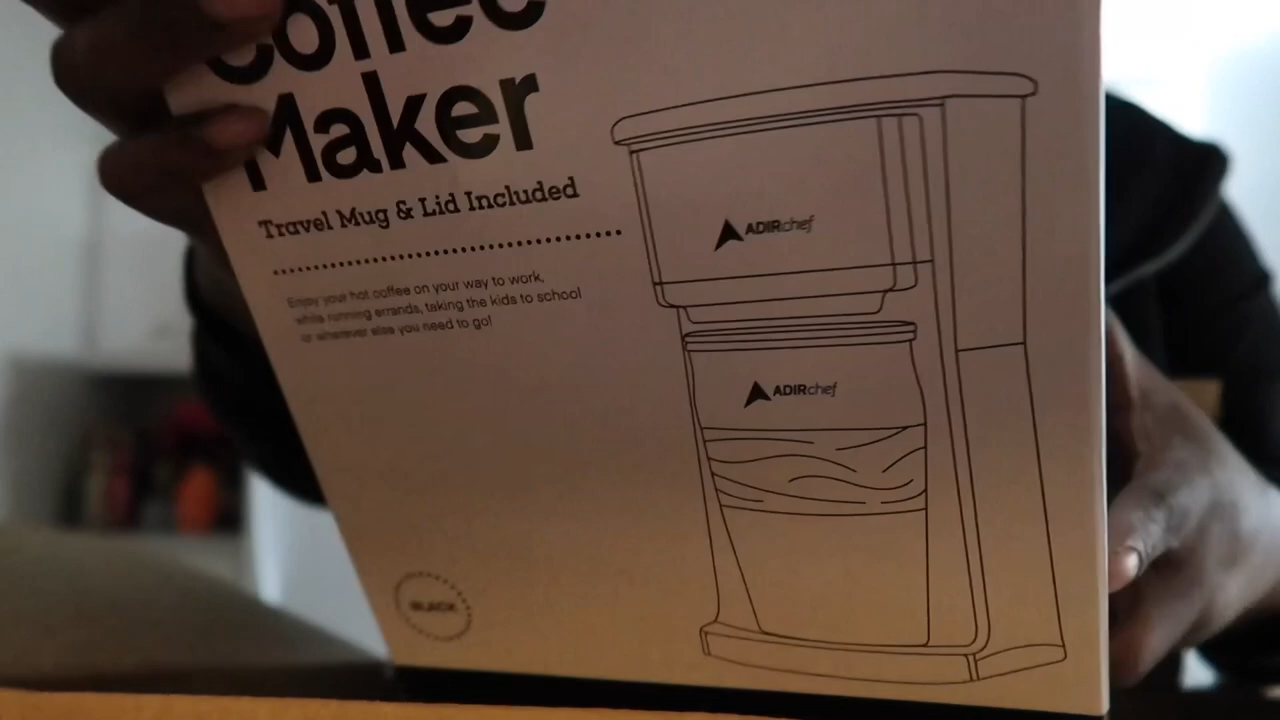 Coffee
Maker
Travel Mug & Lid Included
Enjoy your hot coffee on your way to work,
while running errands, taking the kids to school
or wherever else you need to go!
ADIRchef
ADIRchef
BLACK